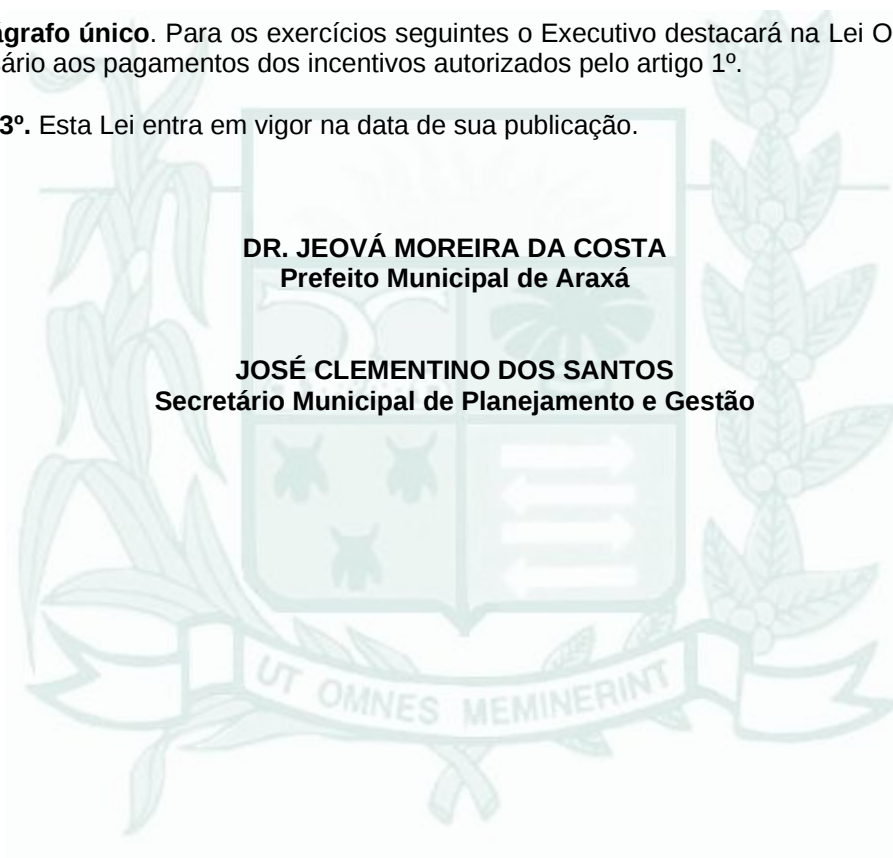 ágrafo único. Para os exercícios seguintes o Executivo destacará na Lei O
sário aos pagamentos dos incentivos autorizados pelo artigo 1º.
3º. Esta Lei entra em vigor na data de sua publicação.
DR. JEOVÁ MOREIRA DA COSTA
Prefeito Municipal de Araxá
JOSÉ CLEMENTINO DOS SANTOS
Secretário Municipal de Planejamento e Gestão
UT OMNES MEMINERINT